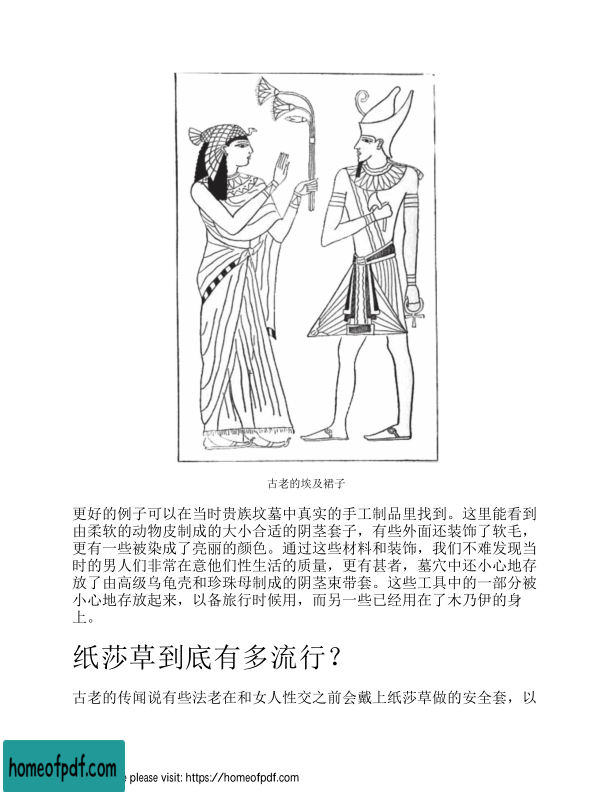 古老的埃及裙子
更好的例子可以在当时贵族坟墓中真实的手工制品里找到。这里能看到
由柔软的动物皮制成的大小合适的阴茎套子，有些外面还装饰了软毛，
更有一些被染成了亮丽的颜色。通过这些材料和装饰，我们不难发现当
时的男人们非常在意他们性生活的质量，更有甚者，墓穴中还小心地存
放了由高级乌龟壳和珍珠母制成的阴茎束带套。这些工具中的一部分被
小心地存放起来，以备旅行时候用，而另一些已经用在了木乃伊的身
上。
纸莎草到底有多流行？
古老的传闻说有些法老在和女人性交之前会戴上纸莎草做的安全套，以
homeofpdf.com
e please visit: https://homeofpdf.com